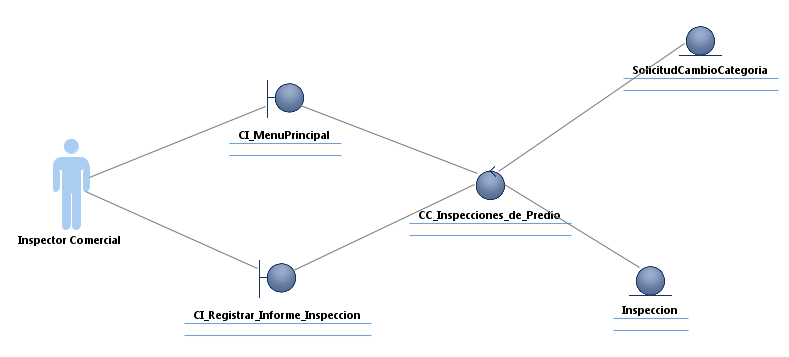 SolicitudCambioCategoria
CI_MenuPrincipal
CC_Inspecciones_de_Predio
Inspector Comercial
CI_Registrar_Informe_Inspeccion
Inspeccion